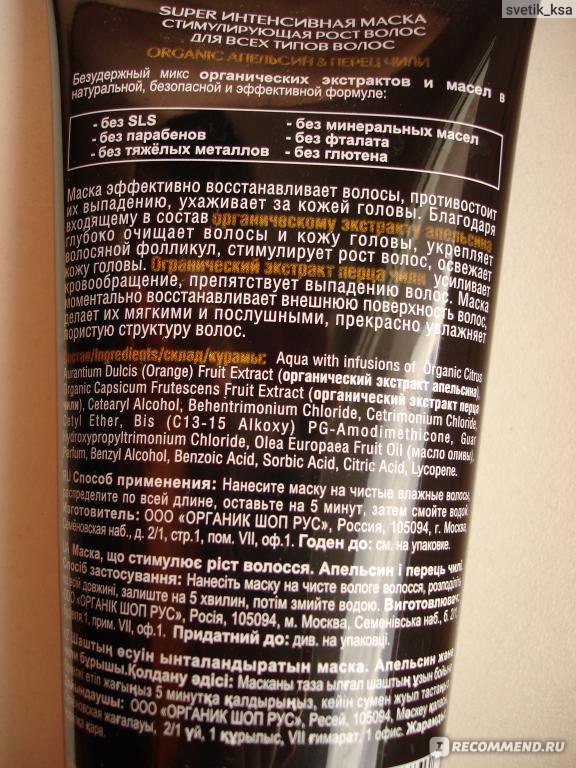 svetik_ksa
SUPER ИНТЕНСИВНАЯ МАСКА
СТИМУЛИРУЮЩАЯ РОСТ ВОЛОС
ДЛЯ ВСЕХ ТИПОВ ВОЛОС
ORGANIC АПЕЛЬСИН & ПЕРЕЦ ЧИЛИ
Безудержный микс органических экстрактов и масел в
натуральной, безопасной и эффективной формуле:
- без SLS - без минеральных масел
- без парабенов - без фталата
- без тяжёлых металлов - без глютена
Маска эффективно восстанавливает волосы, противостоит
их выпадению, ухаживает за кожей головы. Благодаря
входящему в состав органическому экстракту апельсина
глубоко очищает волосы и кожу головы, укрепляет
волосяной фолликул, стимулирует рост волос, освежает
кожу головы. Огранический экстракт перца чили усиливает
кровообращение, препятствует выпадению волос. Маска
моментально восстанавливает внешнюю поверхность волос,
делает их мягкими и послушными, прекрасно увлажняет
пористую структуру волос.
Состав/Ingredients/склад/курамы: Aqua with infusions of Organic Citrus
Aurantium Dulcis (Orange) Fruit Extract (органический экстракт апельсина),
Organic Capsicum Frutescens Fruit Extract (органический экстракт перца
чили), Cetearyl Alcohol, Behentrimonium Chloride, Cetrimonium Chloride,
Cetyl Ether, Bis (C13-15 Alkoxy) PG-Amodimethicone, Guar
Hydroxypropyltrimonium Chloride, Olea Europaea Fruit Oil (масло оливы),
Parfum, Benzyl Alcohol, Benzoic Acid, Sorbic Acid, Citric Acid, Lycopene.
RU Способ применения: Нанесите маску на чистые влажные волосы,
распределите по всей длине, оставьте на 5 минут, затем смойте водой.
Изготовитель: ООО «ОРГАНИК ШОП РУС», Россия, 105094, г. Москва,
Семёновская наб., д. 2/1, стр.1, пом. VII, оф.1. Годен до: см. на упаковке.
UA Маска, що стимулює ріст волосся. Апельсин і перець чилі.
Спосіб застосування: Нанесіть маску на чисте вологе волосся, розподіліть
по всій довжині, залиште на 5 хвилин, потім змийте водою. Виготовлювач:
ООО «ОРГАНІК ШОП РУС», Росія, 105094, м. Москва, Семенівська наб., б. 2/1,
будівля.1, прим. VII, оф.1. Придатний до: див. на упаковці.
KZ Шаштың өсуін ынталандыратын маска. Апельсин және
чили бұрышы. Қолдану әдісі: Масканы таза ылғал шаштың ұзын бойына
етіп жағыңыз 5 минутқа қалдырыңыз, кейін сумен жуып тастаңыз.
Дайындаушы: ООО «ОРГАНИК ШОП РУС», Ресей, 105094, Мәскеу қаласы,
Семёновская жағалауы, 2/1 үй, 1 құрылыс, VII ғимарат, 1 офис.
қара.
IRECOMMEND.RU